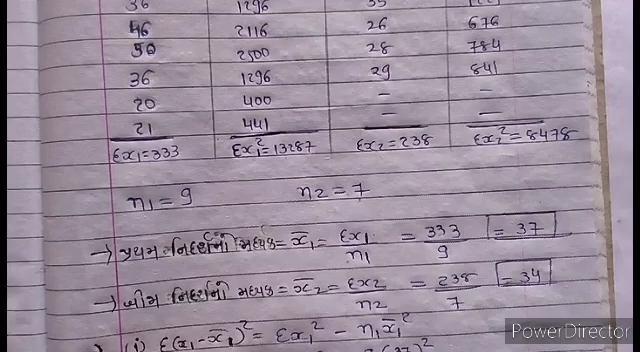 36 1296 35
46 2116 26 676
50 2500 28 784
36 1296 29 841
20 400 - -
21 441 - -
Σx₁=333 Σx₁²=13287 Σx₂=238 Σx₂²=8478
n₁=9 n₂=7
→ પ્રથમ નિદર્શનો મધ્યક = x̄₁ = Σx₁/n₁ = 333/9 = 37
→ બીજા નિદર્શનો મધ્યક = x̄₂ = Σx₂/n₂ = 238/7 = 34
(i) Σ(x₁-x̄₁)² = Σx₁² - n₁x̄₁²
PowerDirector